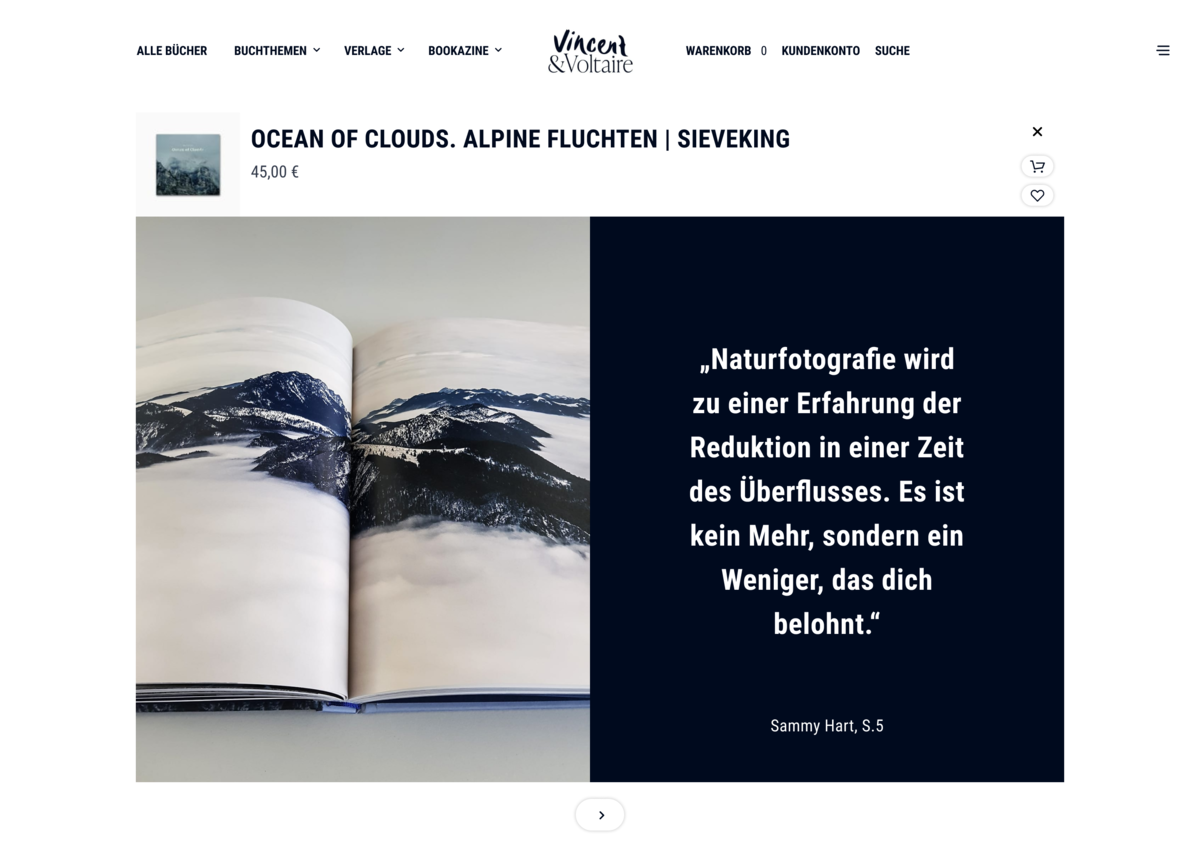 ALLE BÜCHER
BUCHTHEMEN
VERLAGE
BOOKAZINE
Vincent
&Voltaire
WARENKORB 0
KUNDENKONTO
SUCHE
OCEAN OF CLOUDS. ALPINE FLUCHTEN | SIEVEKING
45,00 €
„Naturfotografie wird
zu einer Erfahrung der
Reduktion in einer Zeit
des Überflusses. Es ist
kein Mehr, sondern ein
Weniger, das dich
belohnt.“
Sammy Hart, S.5